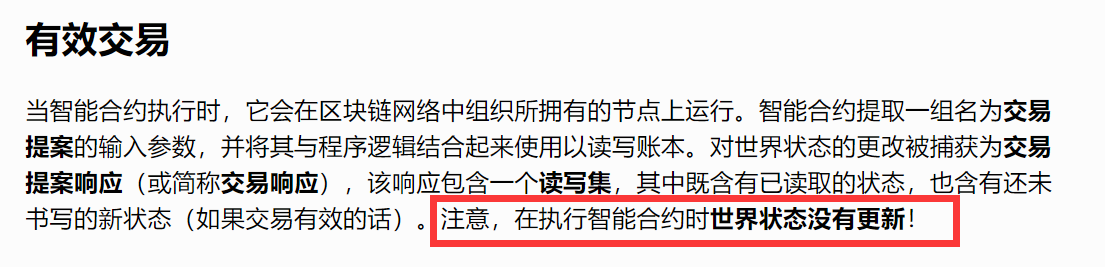 有效交易
当智能合约执行时，它会在区块链网络中组织所拥有的节点上运行。智能合约提取一组名为交易
提案的输入参数，并将其与程序逻辑结合起来使用以读写账本。对世界状态的更改被捕获为交易
提案响应（或简称交易响应），该响应包含一个读写集，其中既含有已读取的状态，也含有还未
书写的新状态（如果交易有效的话）。注意，在执行智能合约时世界状态没有更新！